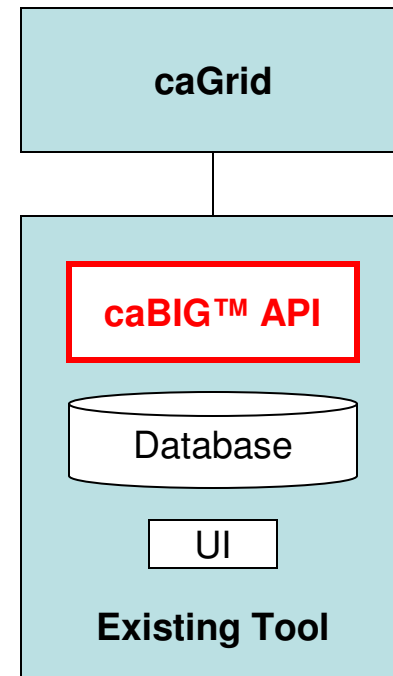 caGrid
caBIG™ API
Database
UI
Existing Tool